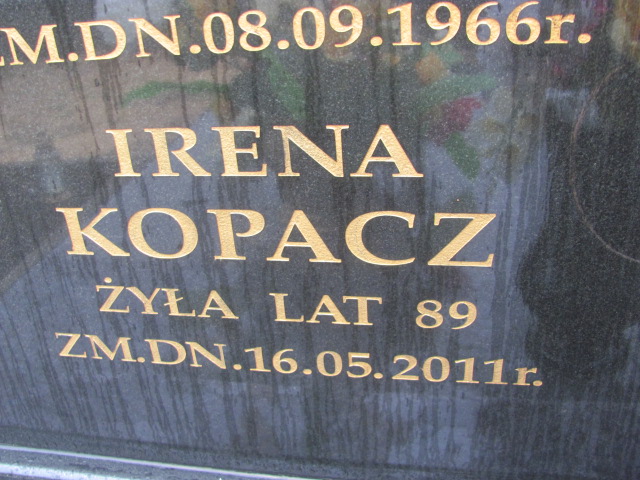 ZM.DN.08.09.1966r.
IRENA
KOPACZ
ŻYŁA LAT 89
ZM.DN.16.05.2011r.